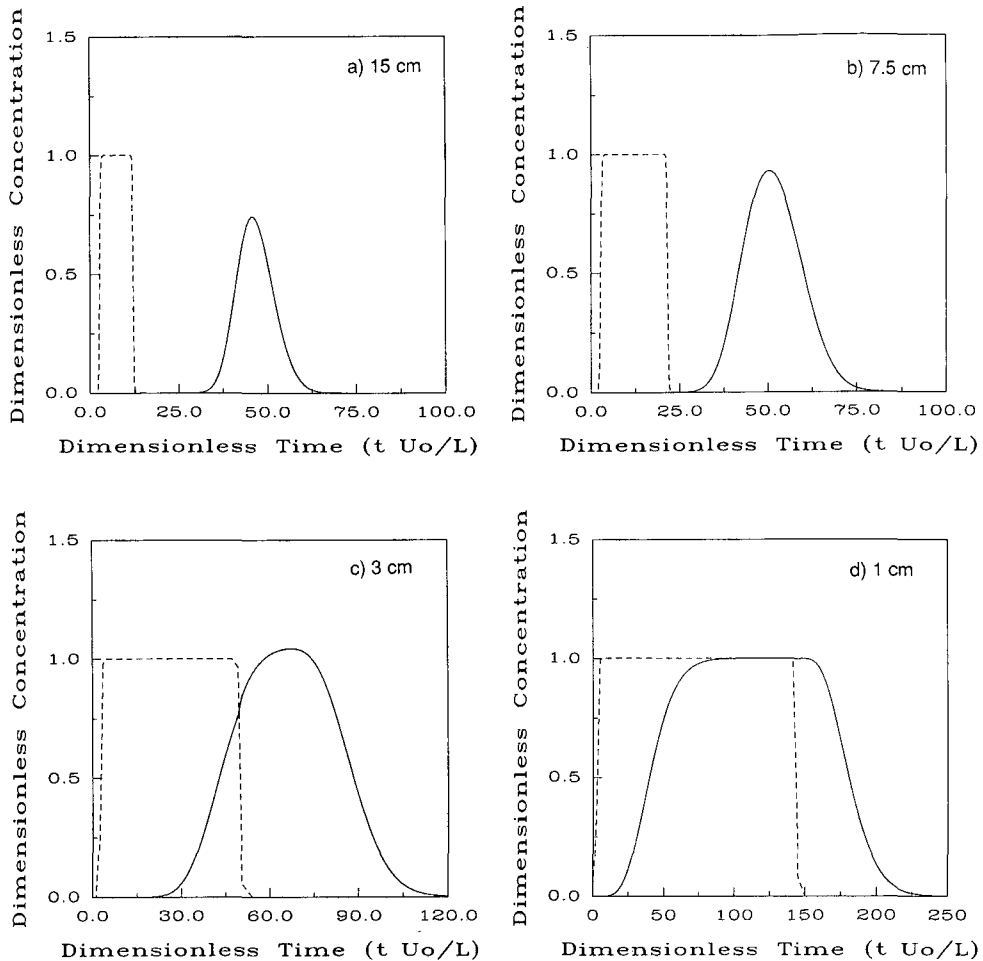 Dimensionless Concentration
1.5
1.0
0.5
0.0
a) 15 cm
0.0 25.0 50.0 75.0 100.0
Dimensionless Time (t Uo/L)
Dimensionless Concentration
1.5
1.0
0.5
0.0
b) 7.5 cm
0.0 25.0 50.0 75.0 100.0
Dimensionless Time (t Uo/L)
Dimensionless Concentration
1.5
1.0
0.5
0.0
c) 3 cm
0.0 30.0 60.0 90.0 120.0
Dimensionless Time (t Uo/L)
Dimensionless Concentration
1.5
1.0
0.5
0.0
d) 1 cm
0 50 100 150 200 250
Dimensionless Time (t Uo/L)